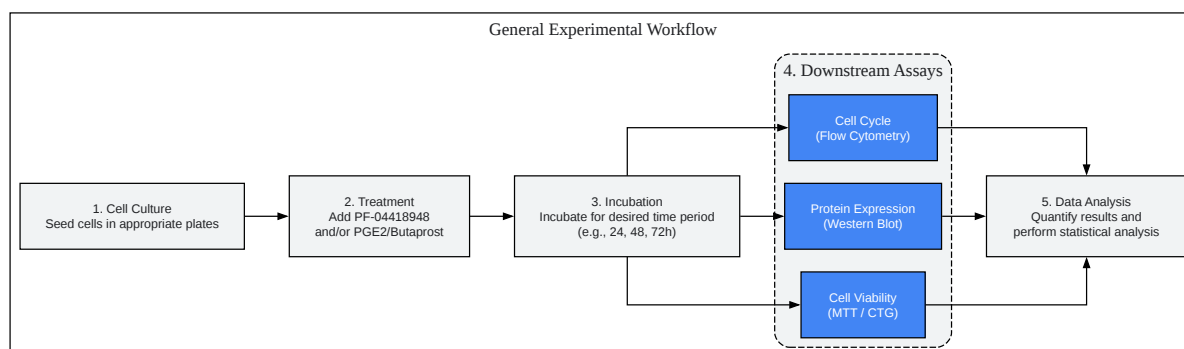 General Experimental Workflow
4. Downstream Assays
1. Cell Culture
Seed cells in appropriate plates
2. Treatment
Add PF-04418948
and/or PGE2/Butaprost
3. Incubation
Incubate for desired time period
(e.g., 24, 48, 72h)
Cell Cycle
(Flow Cytometry)
Protein Expression
(Western Blot)
Cell Viability
(MTT / CTG)
5. Data Analysis
Quantify results and
perform statistical analysis